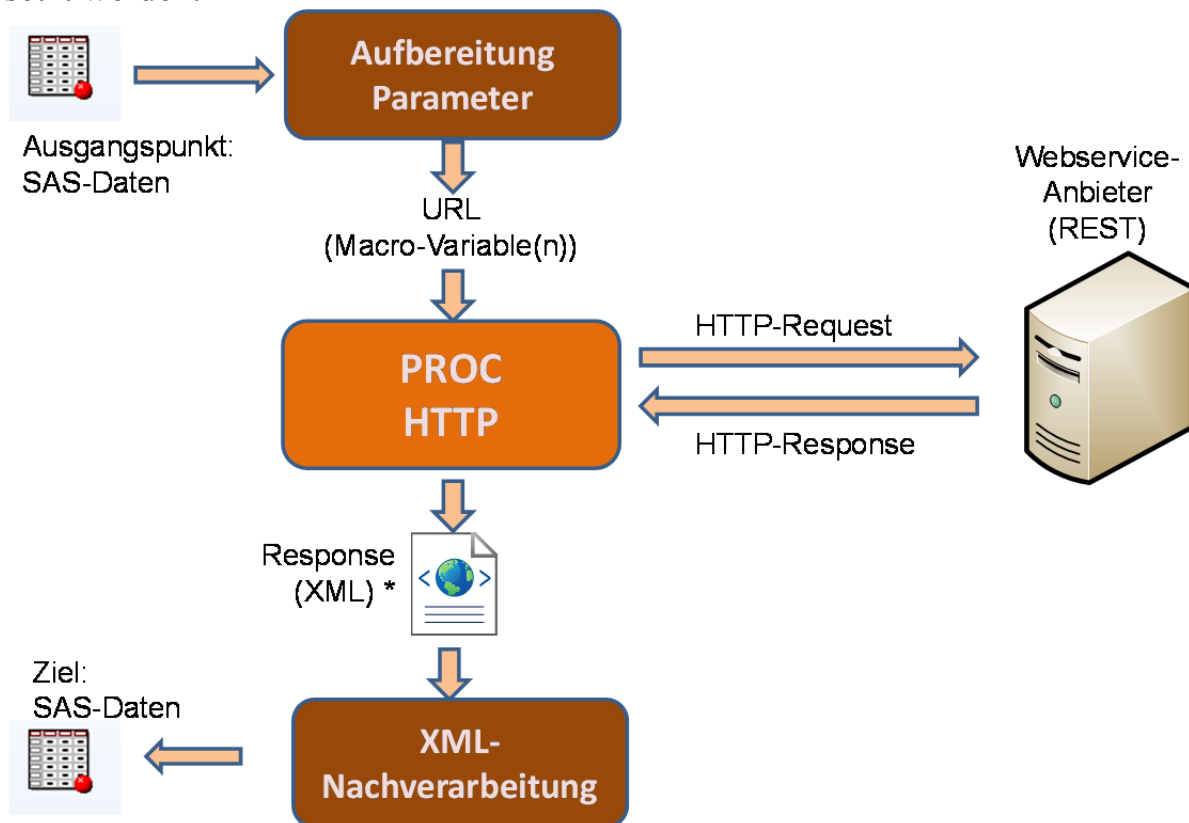 Aufbereitung
Parameter
Ausgangspunkt:
SAS-Daten
URL
(Macro-Variable(n))
Webservice-
Anbieter
(REST)
PROC
HTTP
HTTP-Request
HTTP-Response
Response
(XML) *
Ziel:
SAS-Daten
XML-
Nachverarbeitung